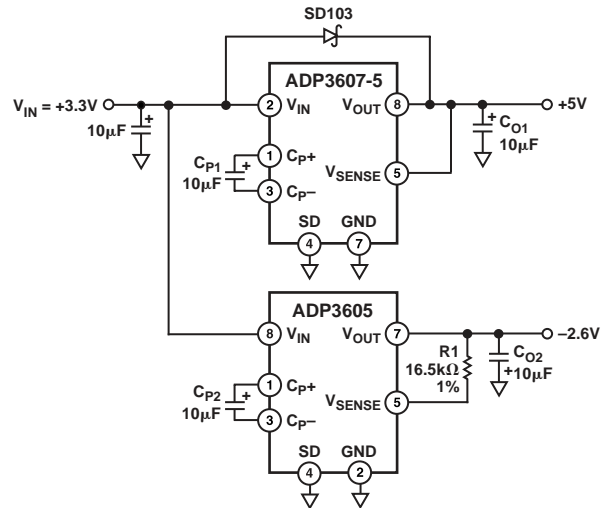 SD103
ADP3607-5
V_IN = +3.3V
10μF
2 V_IN
V_OUT 8
+5V
C_O1
10μF
C_P1
10μF
1 C_P+
3 C_P−
V_SENSE 5
SD
GND
4
7
ADP3605
8 V_IN
V_OUT 7
−2.6V
R1
16.5kΩ
1%
C_O2
10μF
C_P2
10μF
1 C_P+
3 C_P−
V_SENSE 5
SD
GND
4
2